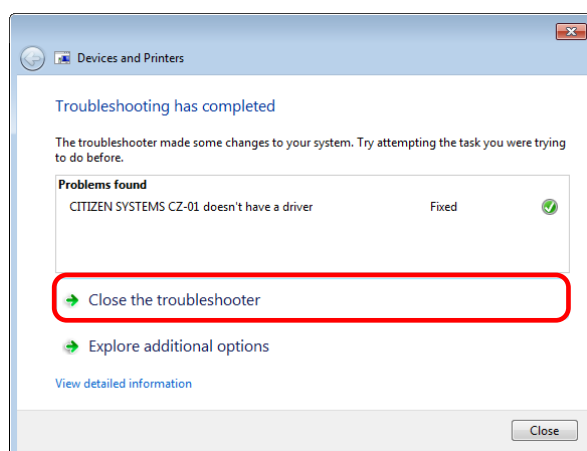 Devices and Printers
Troubleshooting has completed
The troubleshooter made some changes to your system. Try attempting the task you were trying
to do before.
Problems found
CITIZEN SYSTEMS CZ-01 doesn't have a driver Fixed
Close the troubleshooter
Explore additional options
View detailed information
Close